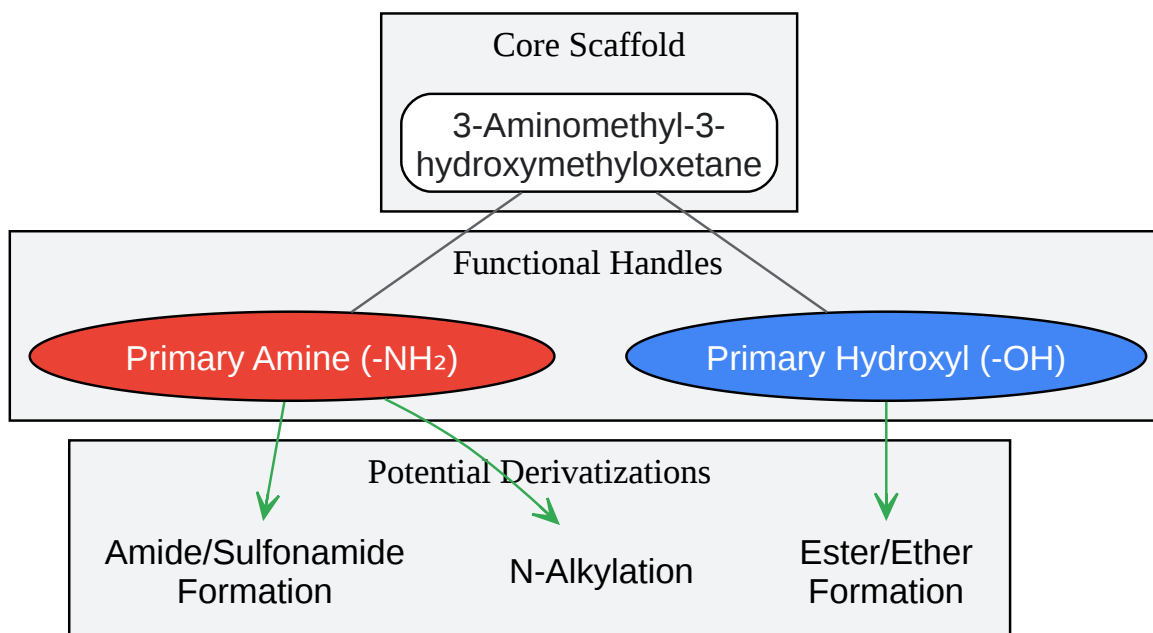 Core Scaffold
3-Aminomethyl-3-
hydroxymethyloxetane
Functional Handles
Primary Amine (-NH₂)
Primary Hydroxyl (-OH)
Potential Derivatizations
Amide/Sulfonamide
Formation
N-Alkylation
Ester/Ether
Formation